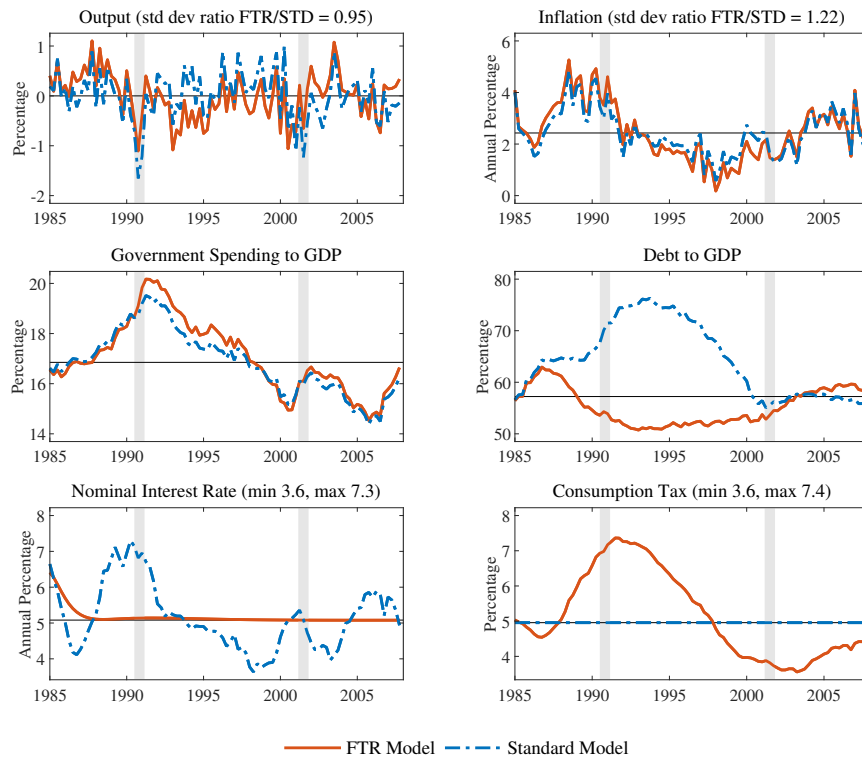 Output (std dev ratio FTR/STD = 0.95)
Percentage
1
0
-1
-2
1985 1990 1995 2000 2005
Inflation (std dev ratio FTR/STD = 1.22)
Annual Percentage
6
4
2
0
1985 1990 1995 2000 2005
Government Spending to GDP
Percentage
20
18
16
14
1985 1990 1995 2000 2005
Debt to GDP
Percentage
80
70
60
50
1985 1990 1995 2000 2005
Nominal Interest Rate (min 3.6, max 7.3)
Annual Percentage
8
7
6
5
4
1985 1990 1995 2000 2005
Consumption Tax (min 3.6, max 7.4)
Percentage
8
7
6
5
4
1985 1990 1995 2000 2005
FTR Model Standard Model